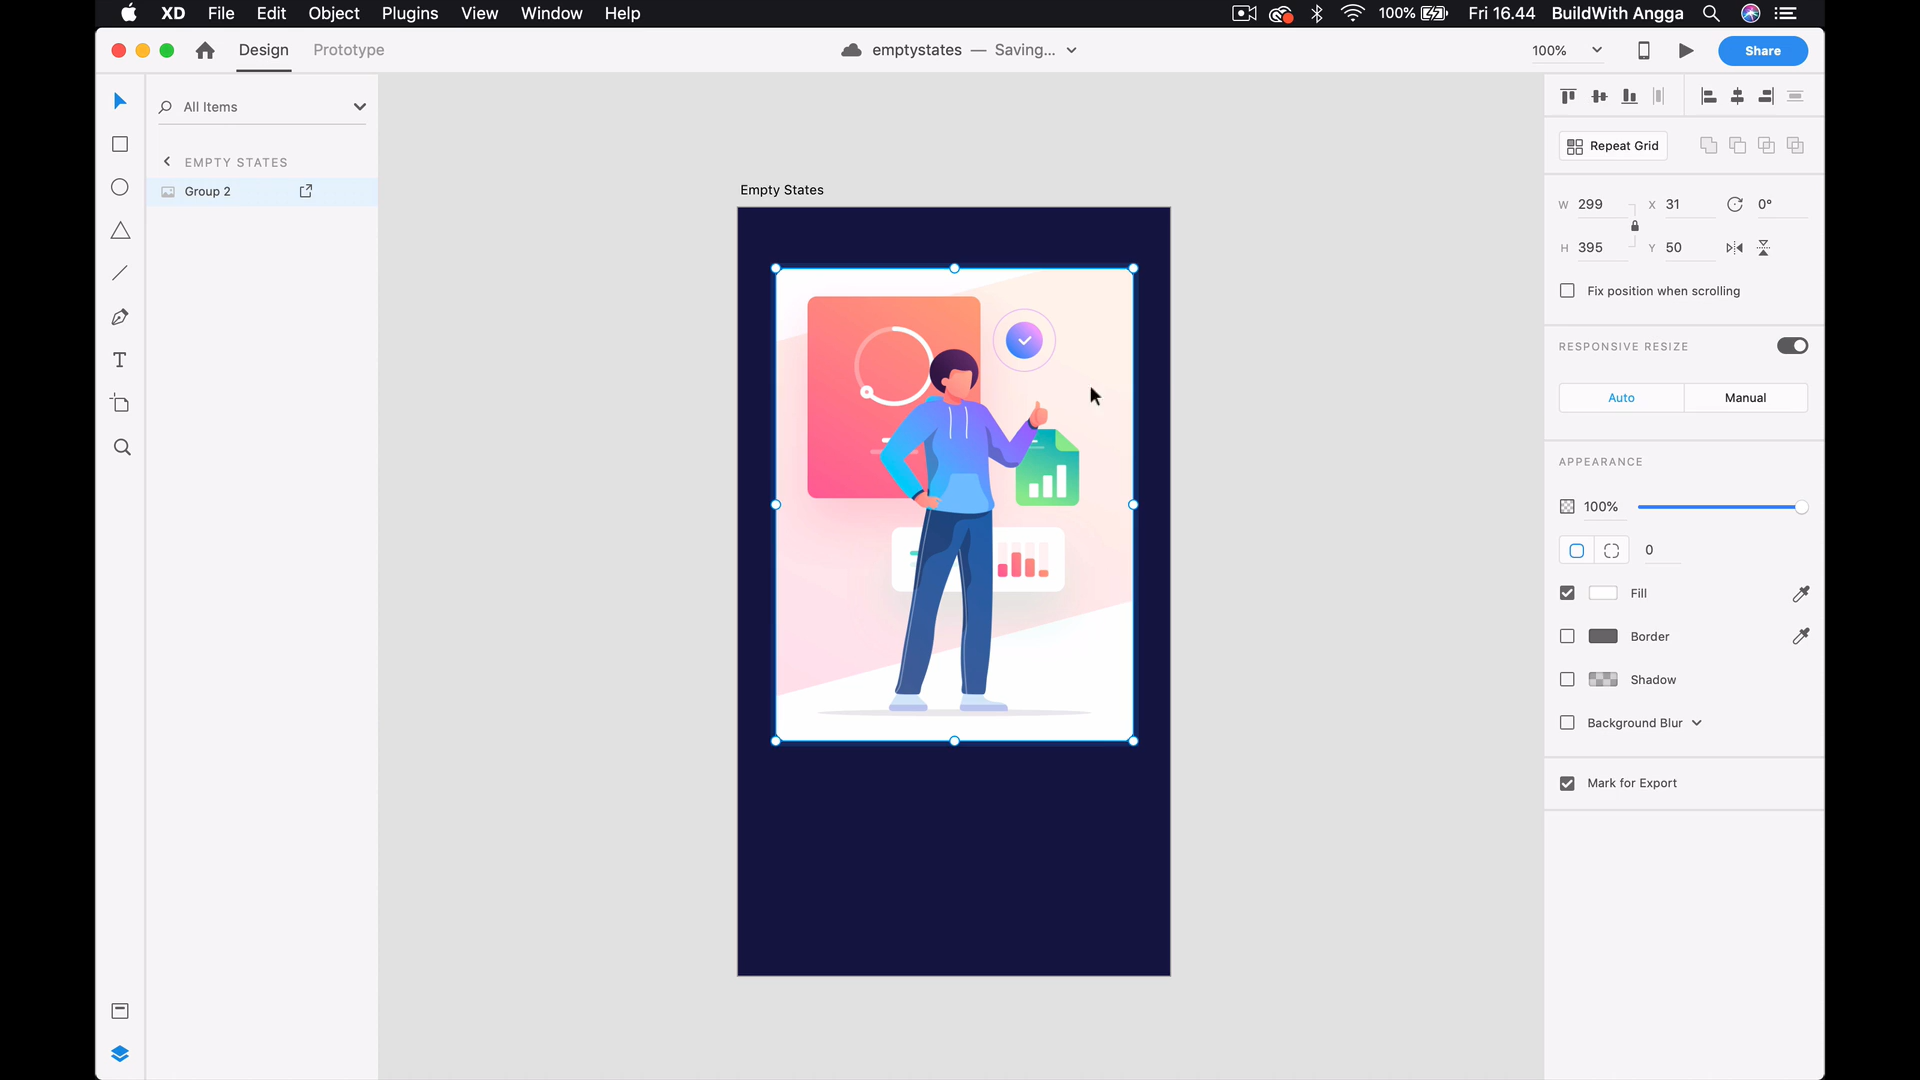 XD File Edit Object Plugins View Window Help 100% Fri 16.44 BuildWith Angga
Design Prototype emptystates — Saving... 100% Share
All Items
EMPTY STATES
Group 2
Empty States
Repeat Grid
W 299 X 31 0°
H 395 Y 50
Fix position when scrolling
RESPONSIVE RESIZE
Auto Manual
APPEARANCE
100%
0
Fill
Border
Shadow
Background Blur
Mark for Export